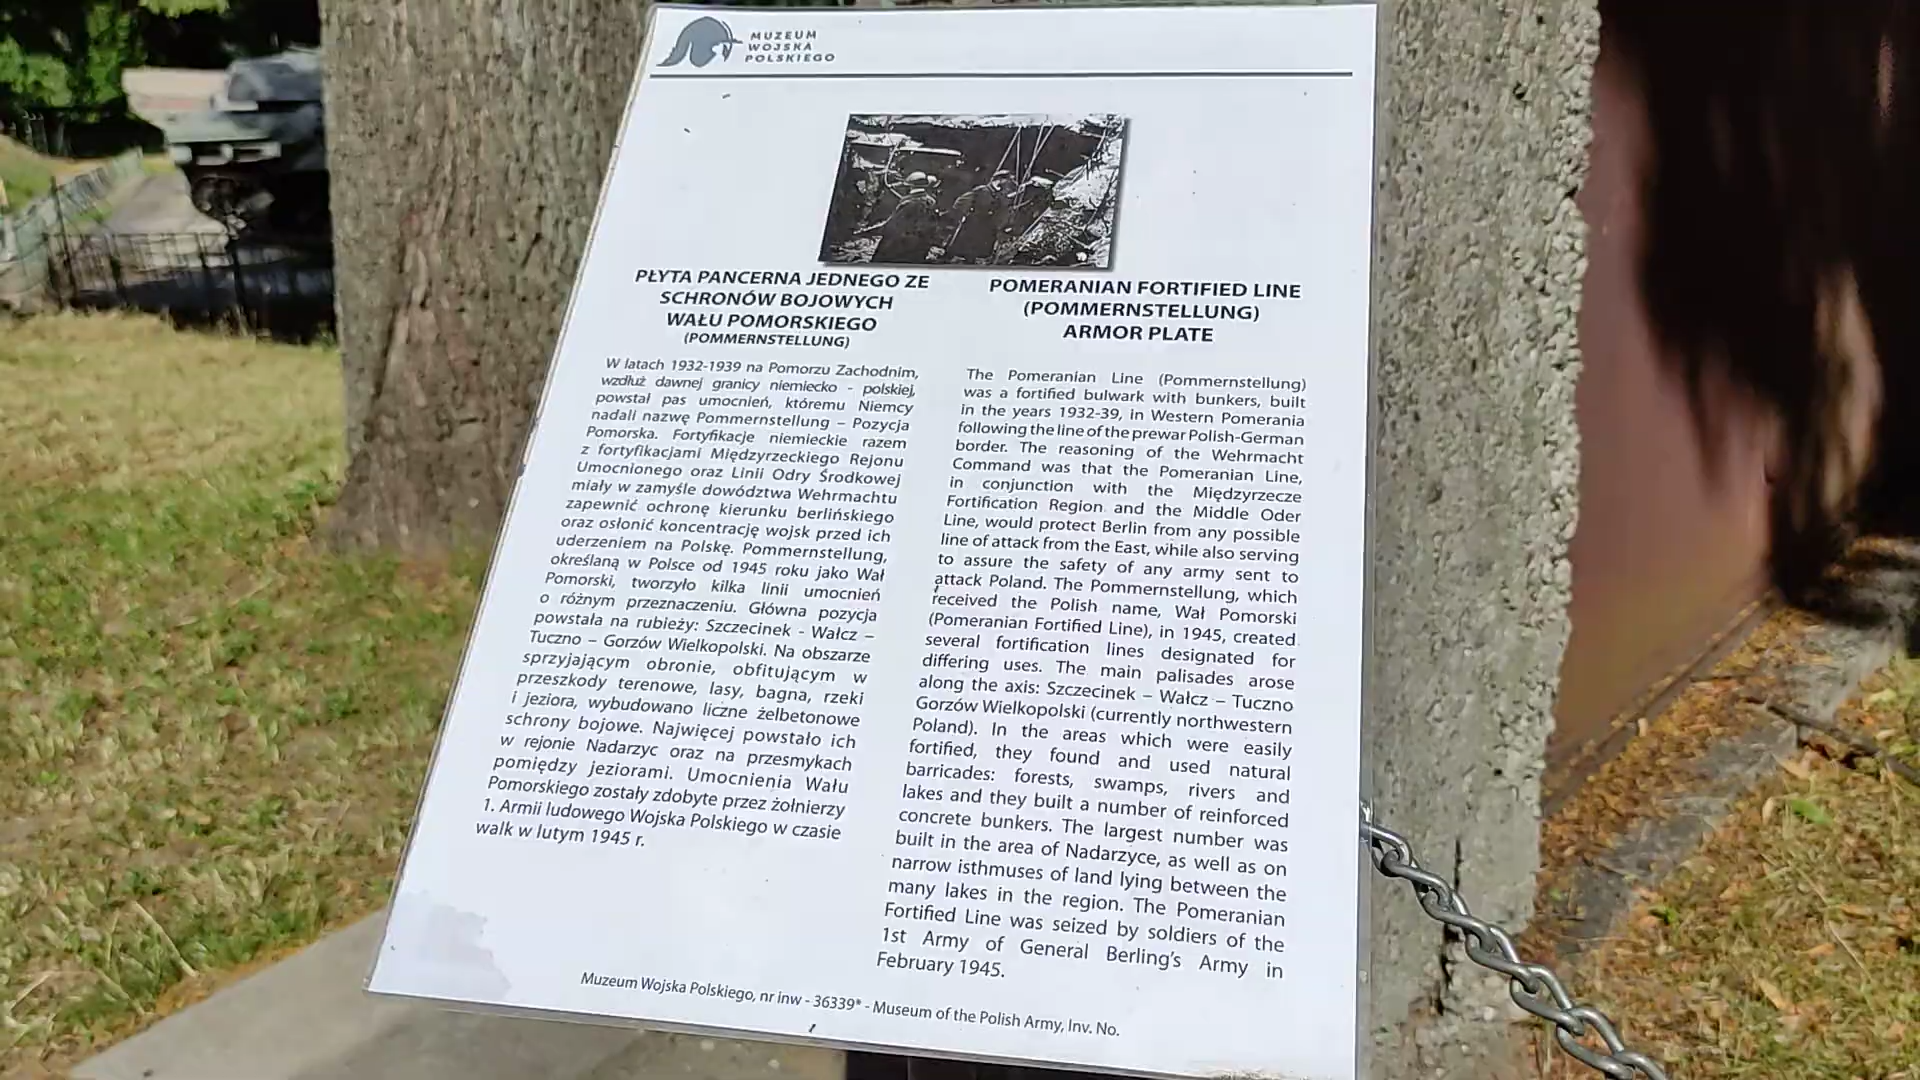 MUZEUM
WOJSKA
POLSKIEGO
PŁYTA PANCERNA JEDNEGO ZE
SCHRONÓW BOJOWYCH
WAŁU POMORSKIEGO
(POMMERNSTELLUNG)
W latach 1932-1939 na Pomorzu Zachodnim,
wzdłuż dawnej granicy niemiecko - polskiej,
powstał pas umocnień, któremu Niemcy
nadali nazwę Pommernstellung – Pozycja
Pomorska. Fortyfikacje niemieckie razem
z fortyfikacjami Międzyrzeckiego Rejonu
Umocnionego oraz Linii Odry Środkowej
miały w zamyśle dowództwa Wehrmachtu
zapewnić ochronę kierunku berlińskiego
oraz osłonić koncentrację wojsk przed ich
uderzeniem na Polskę. Pommernstellung,
określaną w Polsce od 1945 roku jako Wał
Pomorski, tworzyło kilka linii umocnień
o różnym przeznaczeniu. Główna pozycja
powstała na rubieży: Szczecinek - Wałcz –
Tuczno – Gorzów Wielkopolski. Na obszarze
sprzyjającym obronie, obfitującym w
przeszkody terenowe, lasy, bagna, rzeki
i jeziora, wybudowano liczne żelbetonowe
schrony bojowe. Najwięcej powstało ich
w rejonie Nadarzyc oraz na przesmykach
pomiędzy jeziorami. Umocnienia Wału
Pomorskiego zostały zdobyte przez żołnierzy
1. Armii ludowego Wojska Polskiego w czasie
walk w lutym 1945 r.
POMERANIAN FORTIFIED LINE
(POMMERNSTELLUNG)
ARMOR PLATE
The Pomeranian Line (Pommernstellung)
was a fortified bulwark with bunkers, built
in the years 1932-39, in Western Pomerania
following the line of the prewar Polish-German
border. The reasoning of the Wehrmacht
Command was that the Pomeranian Line,
in conjunction with the Międzyrzecze
Fortification Region and the Middle Oder
Line, would protect Berlin from any possible
line of attack from the East, while also serving
to assure the safety of any army sent to
attack Poland. The Pommernstellung, which
received the Polish name, Wał Pomorski
(Pomeranian Fortified Line), in 1945, created
several fortification lines designated for
differing uses. The main palisades arose
along the axis: Szczecinek – Wałcz – Tuczno
Gorzów Wielkopolski (currently northwestern
Poland). In the areas which were easily
fortified, they found and used natural
barricades: forests, swamps, rivers and
lakes and they built a number of reinforced
concrete bunkers. The largest number was
built in the area of Nadarzyce, as well as on
narrow isthmuses of land lying between the
many lakes in the region. The Pomeranian
Fortified Line was seized by soldiers of the
1st Army of General Berling's Army in
February 1945.
Muzeum Wojska Polskiego, nr inw - 36339* - Museum of the Polish Army, Inv. No.